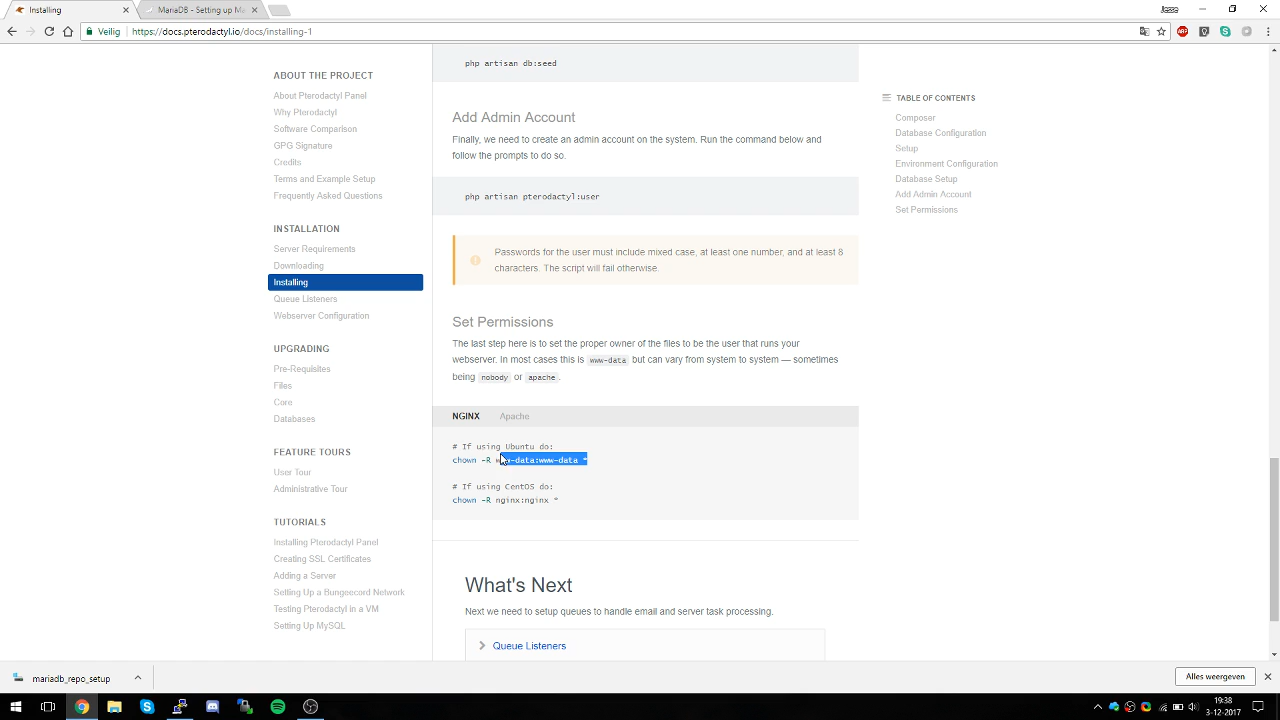 Installing
MariaDB - Setting up Ma
Veilig
https://docs.pterodactyl.io/docs/installing-1
ABOUT THE PROJECT
About Pterodactyl Panel
Why Pterodactyl
Software Comparison
GPG Signature
Credits
Terms and Example Setup
Frequently Asked Questions
INSTALLATION
Server Requirements
Downloading
Installing
Queue Listeners
Webserver Configuration
UPGRADING
Pre-Requisites
Files
Core
Databases
FEATURE TOURS
User Tour
Administrative Tour
TUTORIALS
Installing Pterodactyl Panel
Creating SSL Certificates
Adding a Server
Setting Up a Bungeecord Network
Testing Pterodactyl in a VM
Setting Up MySQL
php artisan db:seed
Add Admin Account
Finally, we need to create an admin account on the system. Run the command below and
follow the prompts to do so.
php artisan pterodactyl:user
Passwords for the user must include mixed case, at least one number, and at least 8
characters. The script will fail otherwise.
Set Permissions
The last step here is to set the proper owner of the files to be the user that runs your
webserver. In most cases this is www-data but can vary from system to system — sometimes
being nobody or apache.
NGINX Apache
# If using Ubuntu do:
chown -R www-data:www-data *
# If using CentOS do:
chown -R nginx:nginx *
What's Next
Next we need to setup queues to handle email and server task processing.
Queue Listeners
TABLE OF CONTENTS
Composer
Database Configuration
Setup
Environment Configuration
Database Setup
Add Admin Account
Set Permissions
mariadb_repo_setup
Alles weergeven
19:38
3-12-2017